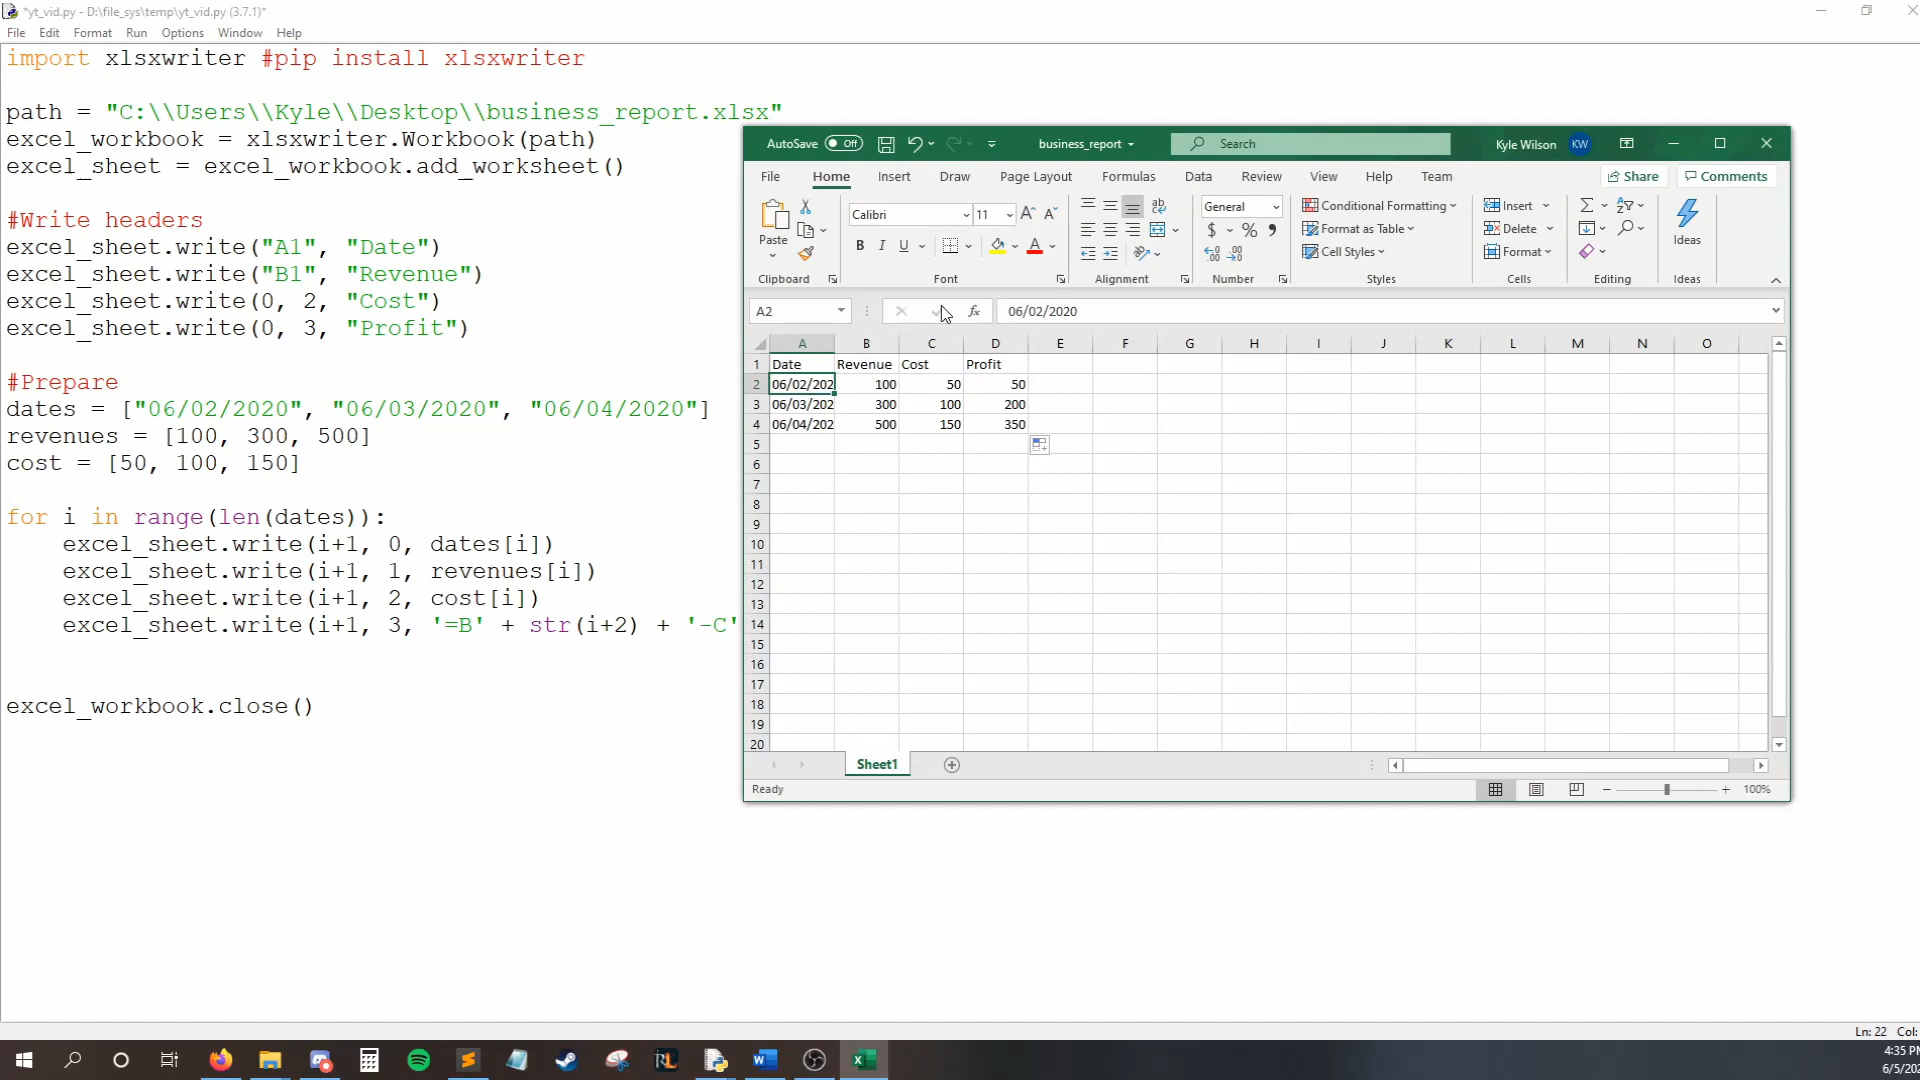 *yt_vid.py - D:\file_sys\temp\yt_vid.py (3.7.1)*
File Edit Format Run Options Window Help
import xlsxwriter #pip install xlsxwriter
path = "C:\\Users\\Kyle\\Desktop\\business_report.xlsx"
excel_workbook = xlsxwriter.Workbook(path)
excel_sheet = excel_workbook.add_worksheet()
#Write headers
excel_sheet.write("A1", "Date")
excel_sheet.write("B1", "Revenue")
excel_sheet.write(0, 2, "Cost")
excel_sheet.write(0, 3, "Profit")
#Prepare
dates = ["06/02/2020", "06/03/2020", "06/04/2020"]
revenues = [100, 300, 500]
cost = [50, 100, 150]
for i in range(len(dates)):
    excel_sheet.write(i+1, 0, dates[i])
    excel_sheet.write(i+1, 1, revenues[i])
    excel_sheet.write(i+1, 2, cost[i])
    excel_sheet.write(i+1, 3, '=B' + str(i+2) + '-C'
excel_workbook.close()
AutoSave Off business_report Search Kyle Wilson KW
File Home Insert Draw Page Layout Formulas Data Review View Help Team Share Comments
Paste Calibri 11 General Conditional Formatting Insert
Format as Table Delete Ideas
Cell Styles Format
Clipboard Font Alignment Number Styles Cells Editing Ideas
A2 fx 06/02/2020
A B C D E F G H I J K L M N O
1 Date Revenue Cost Profit
2 06/02/202 100 50 50
3 06/03/202 300 100 200
4 06/04/202 500 150 350
5
6
7
8
9
10
11
12
13
14
15
16
17
18
19
20
Sheet1
Ready 100%
Ln: 22 Col:
4:35 PM
6/5/202